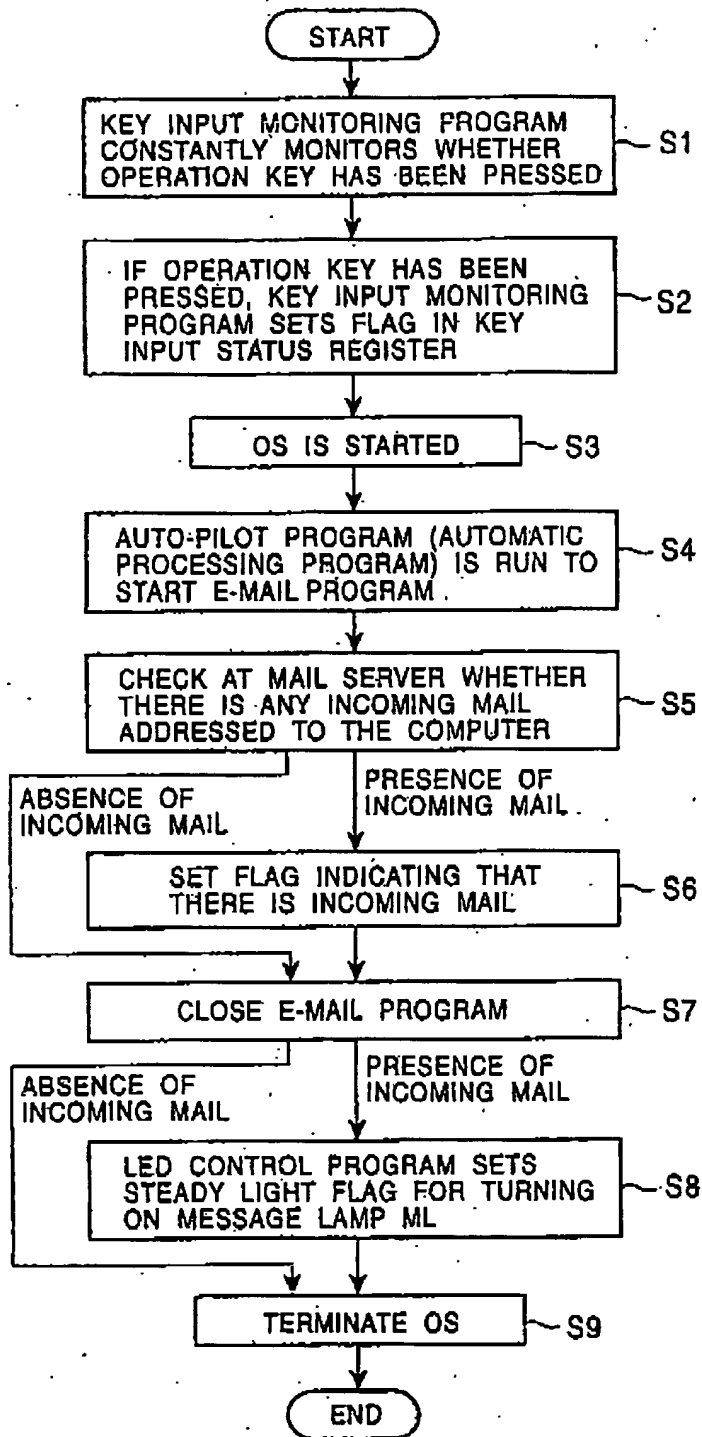 START
KEY INPUT MONITORING PROGRAM
CONSTANTLY MONITORS WHETHER
OPERATION KEY HAS BEEN PRESSED
S1
IF OPERATION KEY HAS BEEN
PRESSED, KEY INPUT MONITORING
PROGRAM SETS FLAG IN KEY
INPUT STATUS REGISTER
S2
OS IS STARTED
S3
AUTO-PILOT PROGRAM (AUTOMATIC
PROCESSING PROGRAM) IS RUN TO
START E-MAIL PROGRAM
S4
CHECK AT MAIL SERVER WHETHER
THERE IS ANY INCOMING MAIL
ADDRESSED TO THE COMPUTER
S5
ABSENCE OF
INCOMING MAIL
PRESENCE OF
INCOMING MAIL
SET FLAG INDICATING THAT
THERE IS INCOMING MAIL
S6
CLOSE E-MAIL PROGRAM
S7
ABSENCE OF
INCOMING MAIL
PRESENCE OF
INCOMING MAIL
LED CONTROL PROGRAM SETS
STEADY LIGHT FLAG FOR TURNING
ON MESSAGE LAMP ML
S8
TERMINATE OS
S9
END